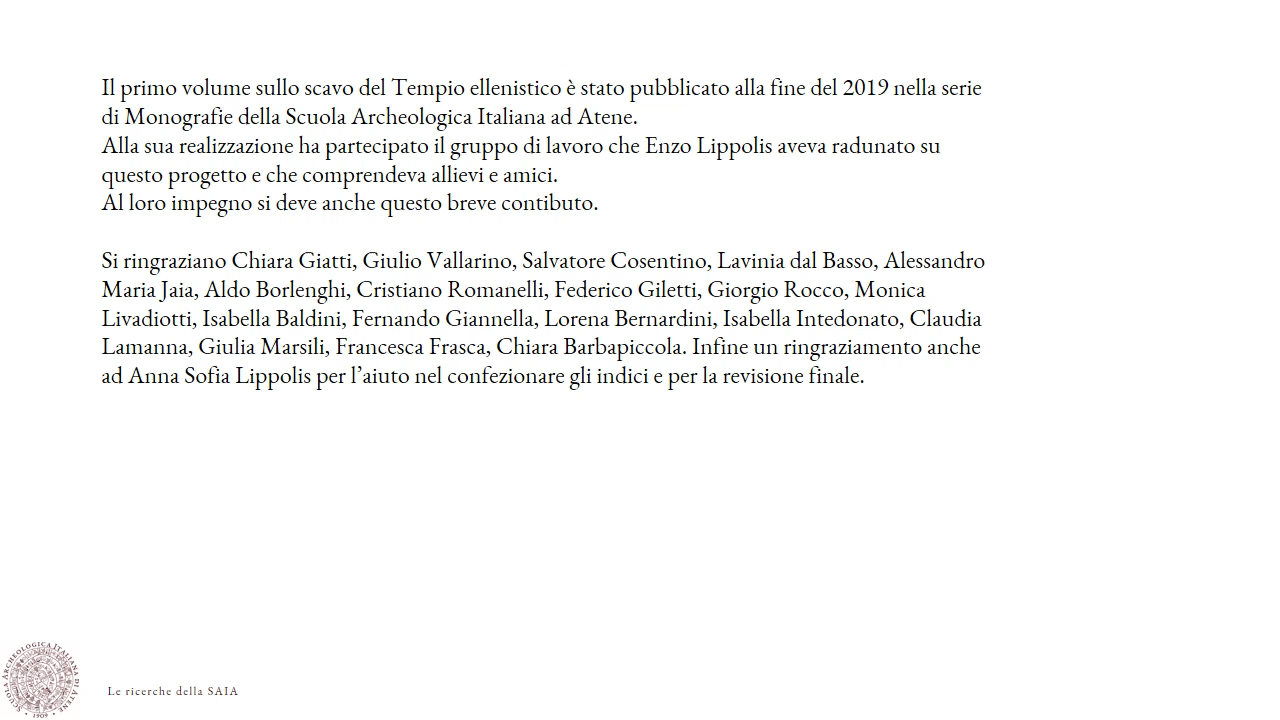 Il primo volume sullo scavo del Tempio ellenistico è stato pubblicato alla fine del 2019 nella serie
di Monografie della Scuola Archeologica Italiana ad Atene.
Alla sua realizzazione ha partecipato il gruppo di lavoro che Enzo Lippolis aveva radunato su
questo progetto e che comprendeva allievi e amici.
Al loro impegno si deve anche questo breve contibuto.
Si ringraziano Chiara Giatti, Giulio Vallarino, Salvatore Cosentino, Lavinia dal Basso, Alessandro
Maria Jaia, Aldo Borlenghi, Cristiano Romanelli, Federico Giletti, Giorgio Rocco, Monica
Livadiotti, Isabella Baldini, Fernando Giannella, Lorena Bernardini, Isabella Intedonato, Claudia
Lamanna, Giulia Marsili, Francesca Frasca, Chiara Barbapiccola. Infine un ringraziamento anche
ad Anna Sofia Lippolis per l’aiuto nel confezionare gli indici e per la revisione finale.
SCUOLA ARCHEOLOGICA ITALIANA DI ATENE
• 1909 •
Le ricerche della SAIA